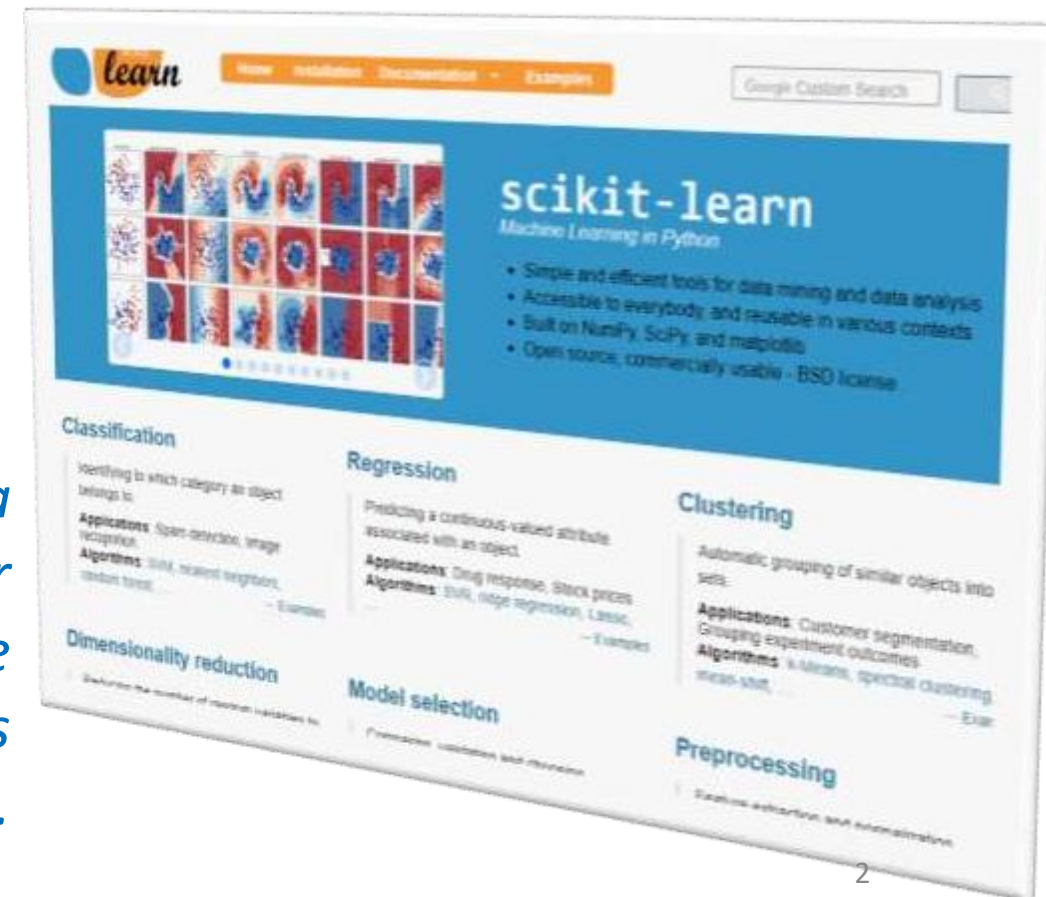 learn
Home Installation Documentation Examples
Google Custom Search
scikit-learn
Machine Learning in Python
• Simple and efficient tools for data mining and data analysis
• Accessible to everybody, and reusable in various contexts
• Built on NumPy, SciPy, and matplotlib
• Open source, commercially usable - BSD license
Classification
Identifying to which category an object
belongs to.
Applications: Spam detection, Image
recognition.
Algorithms: SVM, nearest neighbors,
random forest, ...
— Examples
Regression
Predicting a continuous-valued attribute
associated with an object.
Applications: Drug response, Stock prices.
Algorithms: SVR, ridge regression, Lasso,
...
— Examples
Clustering
Automatic grouping of similar objects into
sets.
Applications: Customer segmentation,
Grouping experiment outcomes
Algorithms: k-Means, spectral clustering,
mean-shift, ...
— Exar
Dimensionality reduction
Model selection
Preprocessing
Feature extraction and normalization
a
r
e
s
.
2